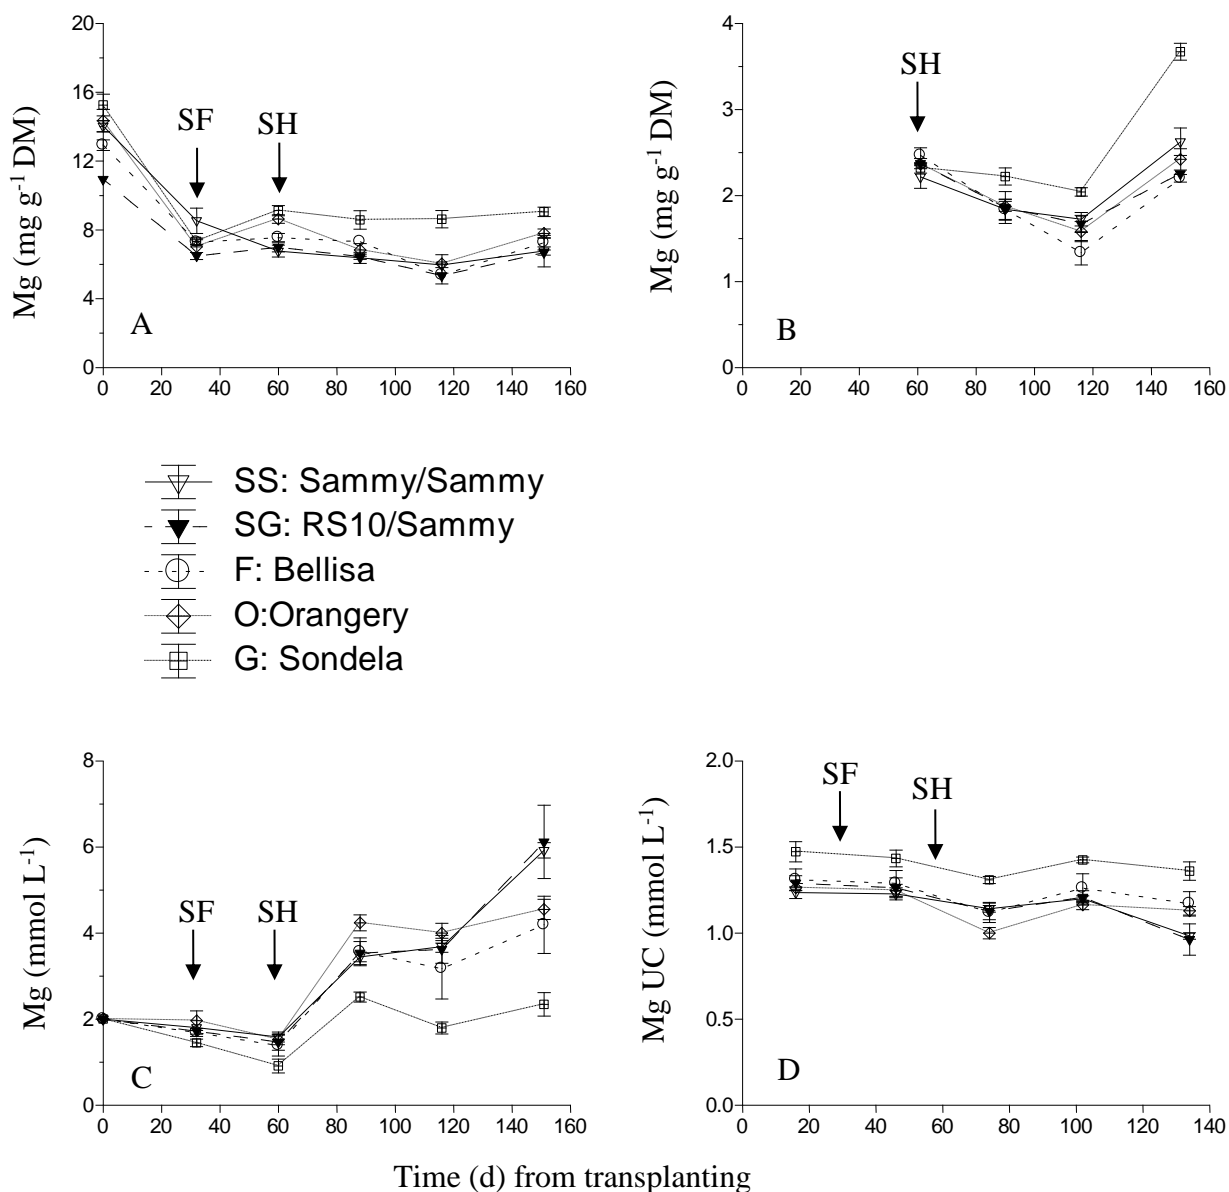 Mg (mg g-1 DM)
20
16
12
8
4
0
SF
SH
A
0 20 40 60 80 100 120 140 160
Mg (mg g-1 DM)
4
3
2
1
0
SH
B
0 20 40 60 80 100 120 140 160
SS: Sammy/Sammy
SG: RS10/Sammy
F: Bellisa
O:Orangery
G: Sondela
Mg (mmol L-1)
8
6
4
2
0
SF
SH
C
0 20 40 60 80 100 120 140 160
Mg UC (mmol L-1)
2.0
1.5
1.0
0.5
0.0
SF
SH
D
0 20 40 60 80 100 120 140
Time (d) from transplanting